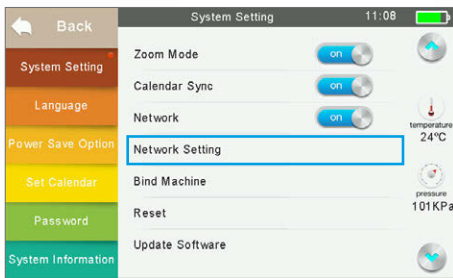 Back
System Setting
11:08
System Setting
Language
Power Save Option
Set Calendar
Password
System Information
Zoom Mode
on
Calendar Sync
on
Network
on
Network Setting
Bind Machine
Reset
Update Software
temperature
24℃
pressure
101KPa